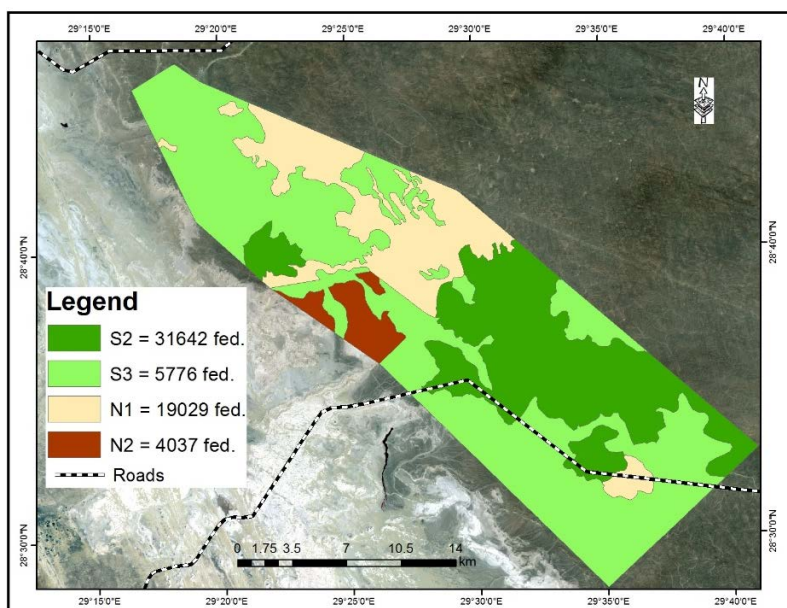 29°15'0"E 29°20'0"E 29°25'0"E 29°30'0"E 29°35'0"E 29°40'0"E
N
28°40'0"N 28°40'0"N
Legend
S2 = 31642 fed.
S3 = 5776 fed.
N1 = 19029 fed.
N2 = 4037 fed.
Roads
28°30'0"N 28°30'0"N
0 1.75 3.5 7 10.5 14
km
29°15'0"E 29°20'0"E 29°25'0"E 29°30'0"E 29°35'0"E 29°40'0"E